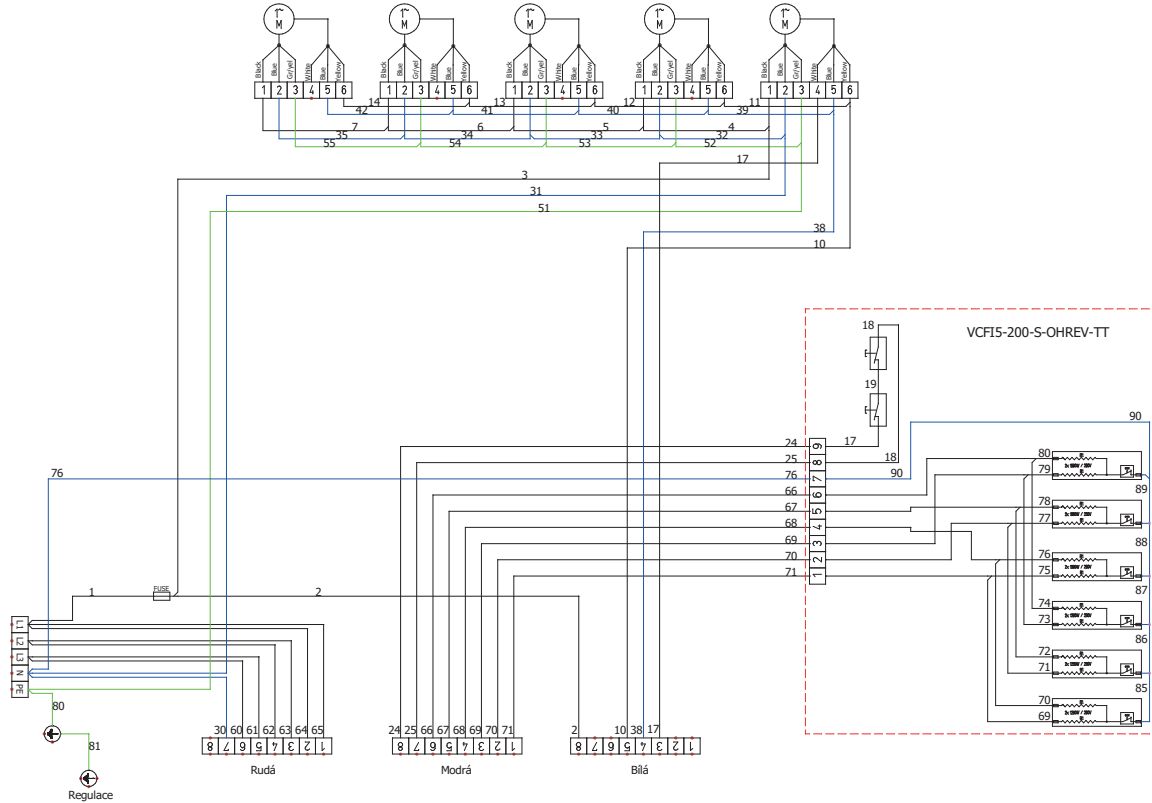 1~ 1~ 1~ 1~ 1~
M M M M M
Black Blue Gr/yel White Blue Yellow Black Blue Gr/yel White Blue Yellow Black Blue Gr/yel White Blue Yellow Black Blue Gr/yel White Blue Yellow Black Blue Gr/yel White Blue Yellow
1 2 3 4 5 6 1 2 3 4 5 6 1 2 3 4 5 6 1 2 3 4 5 6 1 2 3 4 5 6
14 13 12 11
42 41 40 39
7 6 5 4
35 34 33 32
55 54 53 52
17
3
31
51
38
10
VCFI5-200-S-OHREV-TT
18
19
90
24 9 17
25 8 18
76 76 7 90
66 6
67 5
68 4
69 3
70 2
71 1
80
79
89
78
77
88
76
75
87
74
73
86
72
71
85
70
69
1 FUSE 2
L1
L2
L3
N
PE
80
81
Regulace
30 60 61 62 63 64 65
8 7 6 5 4 3 2 1
Rudá
24 25 66 67 68 69 70 71
8 7 6 5 4 3 2 1
Modrá
2 10 38 17
8 7 6 5 4 3 2 1
Bílá